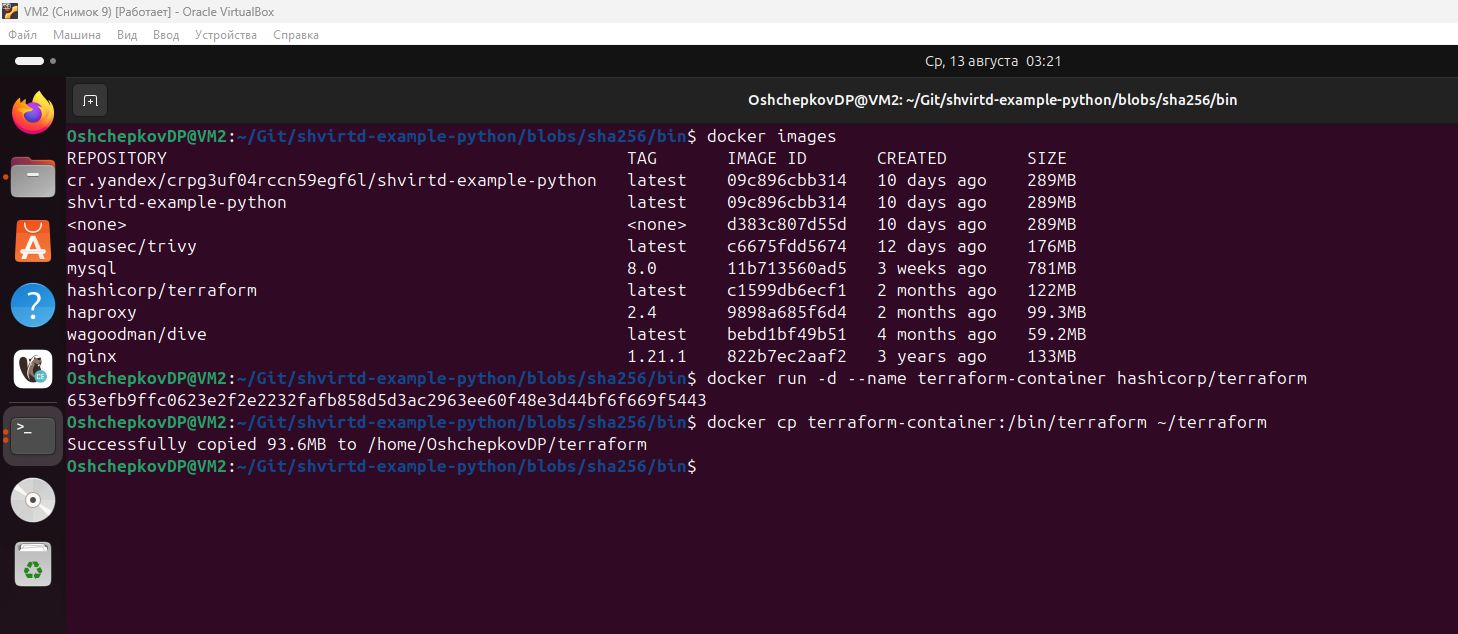 VM2 (Снимок 9) [Работает] - Oracle VirtualBox
Файл Машина Вид Ввод Устройства Справка
Ср, 13 августа 03:21
OshchepkovDP@VM2: ~/Git/shvirtd-example-python/blobs/sha256/bin
OshchepkovDP@VM2:~/Git/shvirtd-example-python/blobs/sha256/bin$ docker images
REPOSITORY TAG IMAGE ID CREATED SIZE
cr.yandex/crpg3uf04rccn59egf6l/shvirtd-example-python latest 09c896cbb314 10 days ago 289MB
shvirtd-example-python latest 09c896cbb314 10 days ago 289MB
<none> <none> d383c807d55d 10 days ago 289MB
aquasec/trivy latest c6675fdd5674 12 days ago 176MB
mysql 8.0 11b713560ad5 3 weeks ago 781MB
hashicorp/terraform latest c1599db6ecf1 2 months ago 122MB
haproxy 2.4 9898a685f6d4 2 months ago 99.3MB
wagoodman/dive latest bebd1bf49b51 4 months ago 59.2MB
nginx 1.21.1 822b7ec2aaf2 3 years ago 133MB
OshchepkovDP@VM2:~/Git/shvirtd-example-python/blobs/sha256/bin$ docker run -d --name terraform-container hashicorp/terraform
653efb9ffc0623e2f2e2232fafb858d5d3ac2963ee60f48e3d44bf6f669f5443
OshchepkovDP@VM2:~/Git/shvirtd-example-python/blobs/sha256/bin$ docker cp terraform-container:/bin/terraform ~/terraform
Successfully copied 93.6MB to /home/OshchepkovDP/terraform
OshchepkovDP@VM2:~/Git/shvirtd-example-python/blobs/sha256/bin$